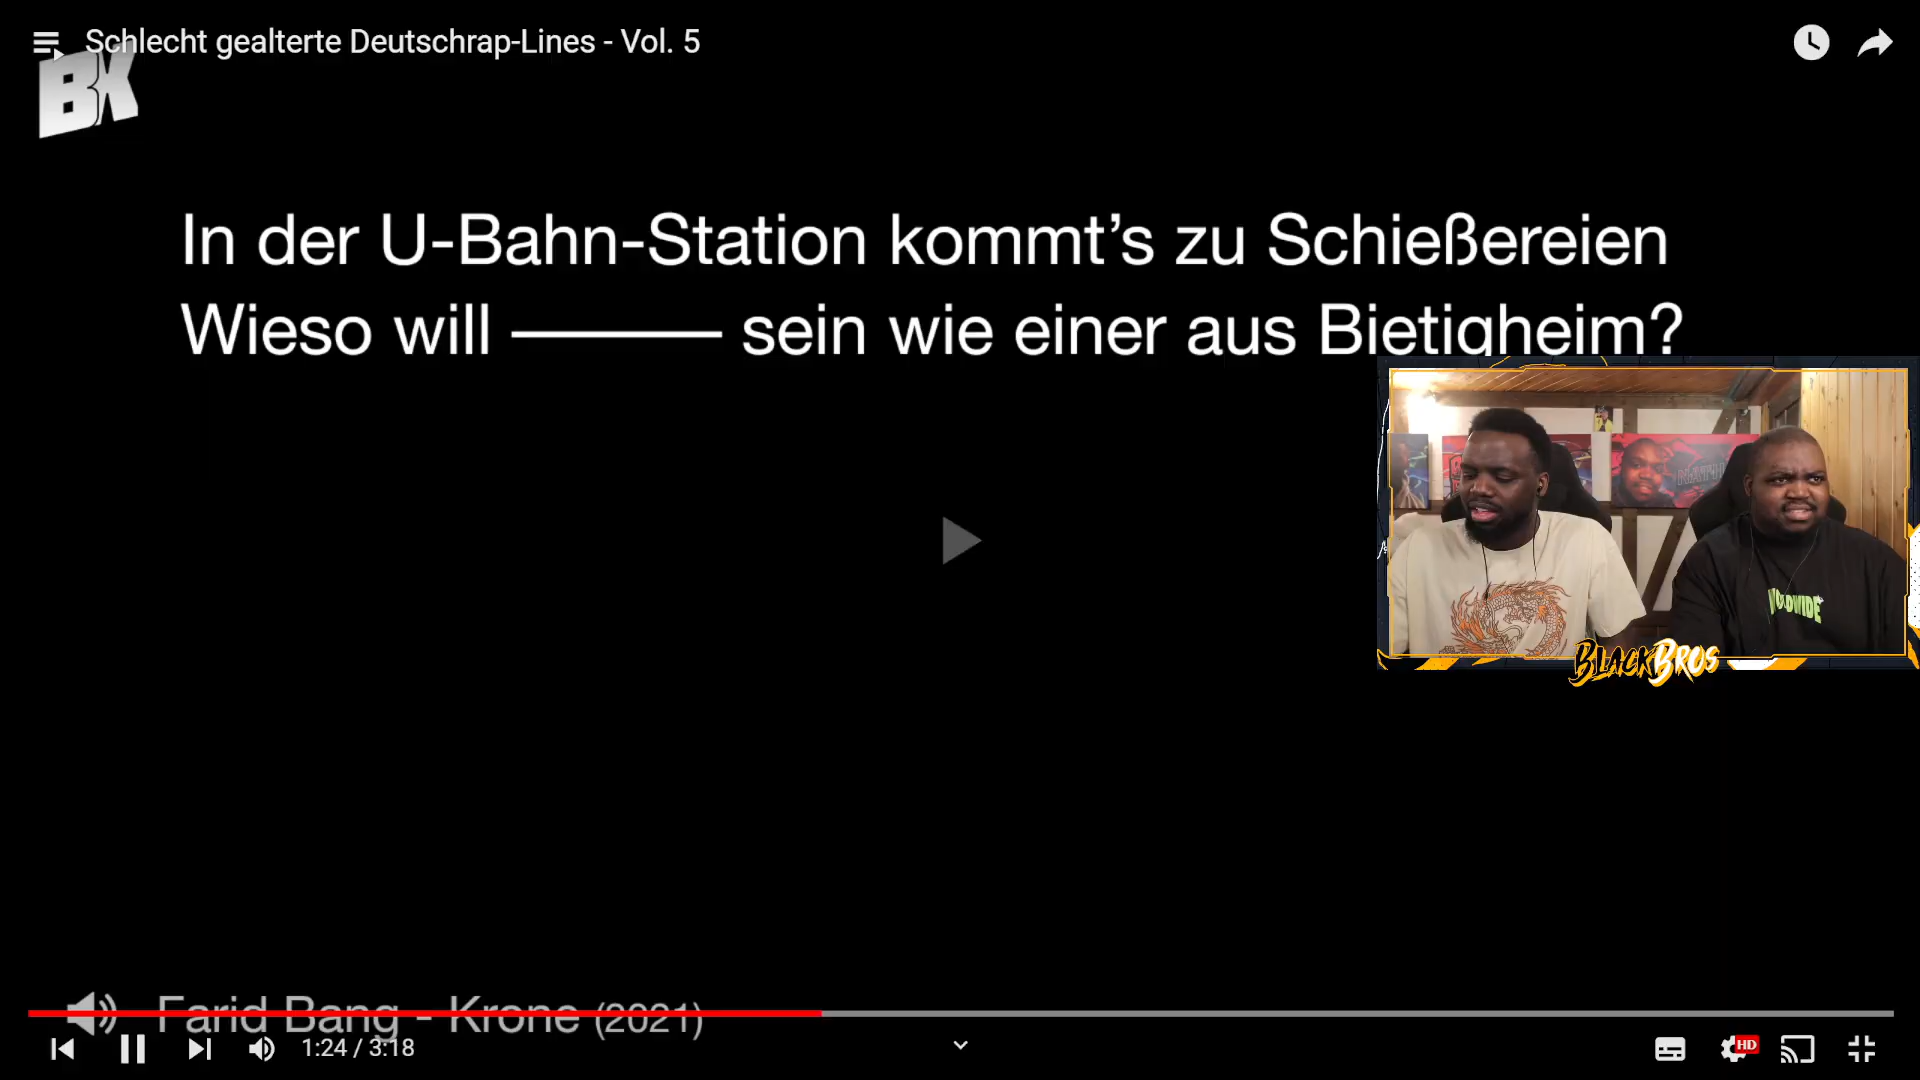 Schlecht gealterte Deutschrap-Lines - Vol. 5
BK
In der U-Bahn-Station kommt's zu Schießereien
Wieso will ——— sein wie einer aus Bietigheim?
WORLDWIDE
BLACKBROS
Farid Bang - Krone (2021)
1:24 / 3:18
HD